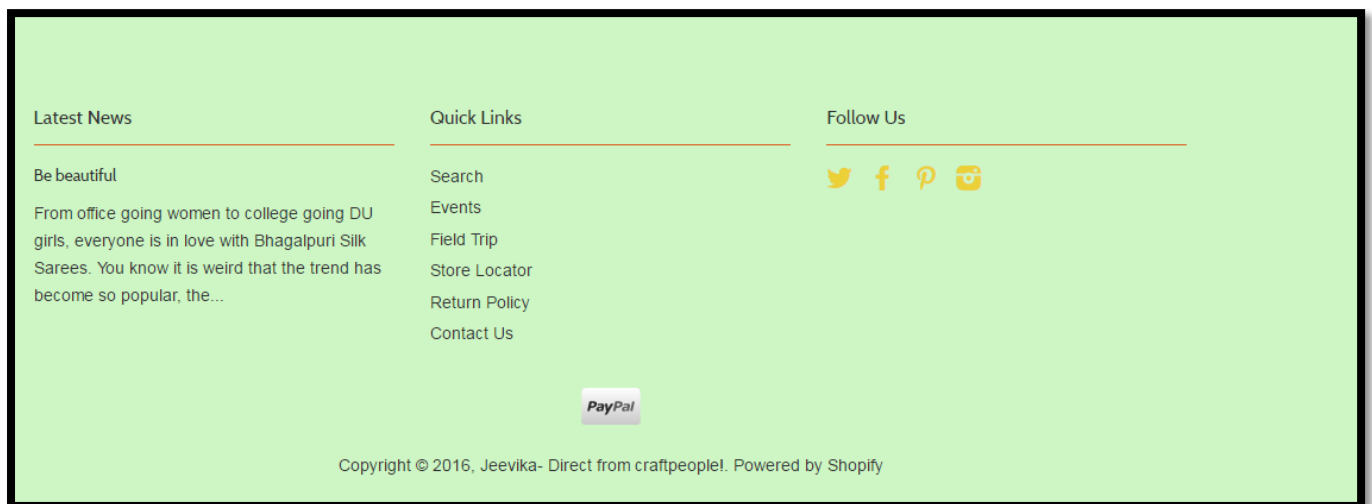 Latest News
Be beautiful
From office going women to college going DU
girls, everyone is in love with Bhagalpuri Silk
Sarees. You know it is weird that the trend has
become so popular, the...
Quick Links
Search
Events
Field Trip
Store Locator
Return Policy
Contact Us
Follow Us
PayPal
Copyright © 2016, Jeevika- Direct from craftpeople!. Powered by Shopify